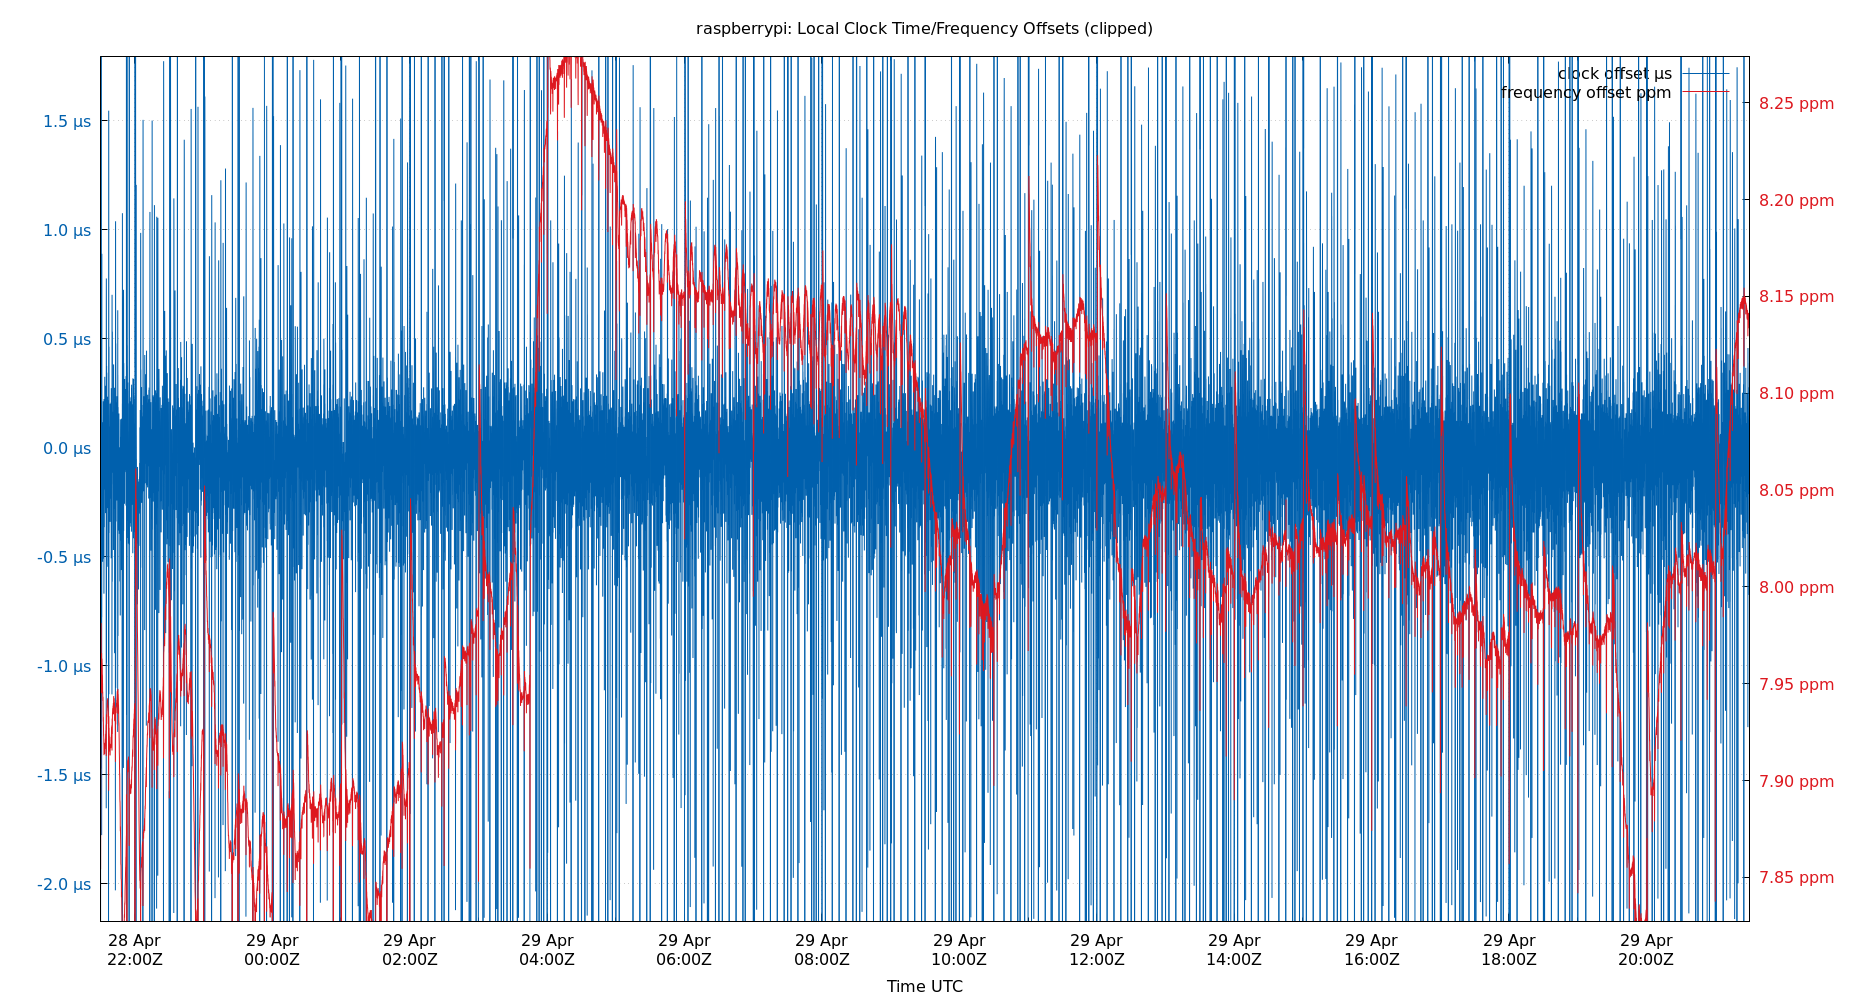 raspberrypi: Local Clock Time/Frequency Offsets (clipped)
clock offset µs
frequency offset ppm
1.5 µs
1.0 µs
0.5 µs
0.0 µs
-0.5 µs
-1.0 µs
-1.5 µs
-2.0 µs
8.25 ppm
8.20 ppm
8.15 ppm
8.10 ppm
8.05 ppm
8.00 ppm
7.95 ppm
7.90 ppm
7.85 ppm
28 Apr 29 Apr 29 Apr 29 Apr 29 Apr 29 Apr 29 Apr 29 Apr 29 Apr 29 Apr 29 Apr 29 Apr
22:00Z 00:00Z 02:00Z 04:00Z 06:00Z 08:00Z 10:00Z 12:00Z 14:00Z 16:00Z 18:00Z 20:00Z
Time UTC